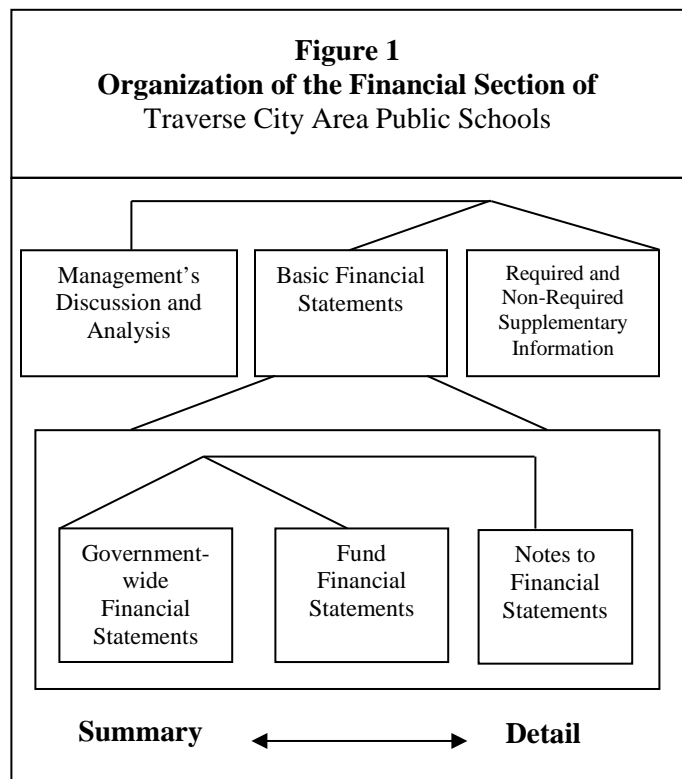 Figure 1
Organization of the Financial Section of
Traverse City Area Public Schools
Management’s
Discussion and
Analysis
Basic Financial
Statements
Required and
Non-Required
Supplementary
Information
Government-
wide
Financial
Statements
Fund
Financial
Statements
Notes to
Financial
Statements
Summary
Detail